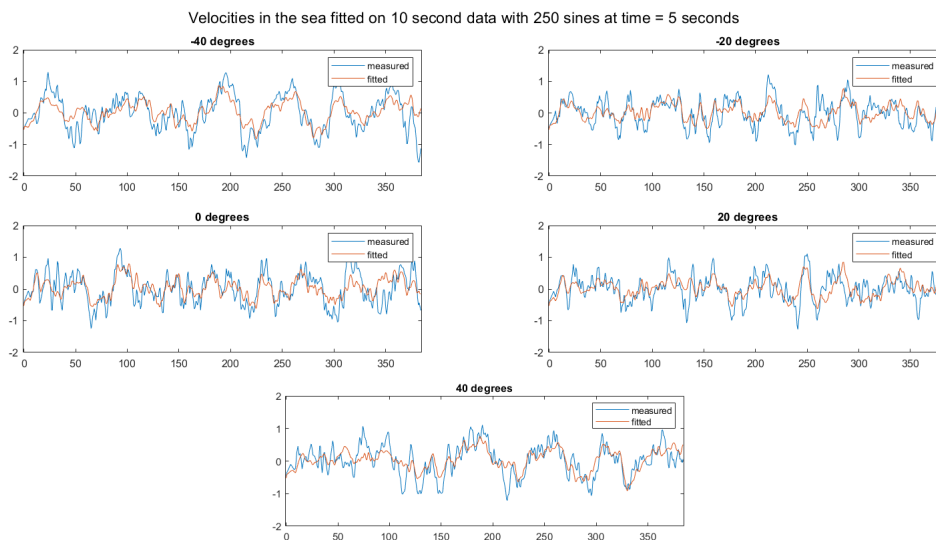 Velocities in the sea fitted on 10 second data with 250 sines at time = 5 seconds
-40 degrees
measured
fitted
2
1
0
-1
-2
0 50 100 150 200 250 300 350
-20 degrees
measured
fitted
2
1
0
-1
-2
0 50 100 150 200 250 300 350
0 degrees
measured
fitted
2
1
0
-1
-2
0 50 100 150 200 250 300 350
20 degrees
measured
fitted
2
1
0
-1
-2
0 50 100 150 200 250 300 350
40 degrees
measured
fitted
2
1
0
-1
-2
0 50 100 150 200 250 300 350